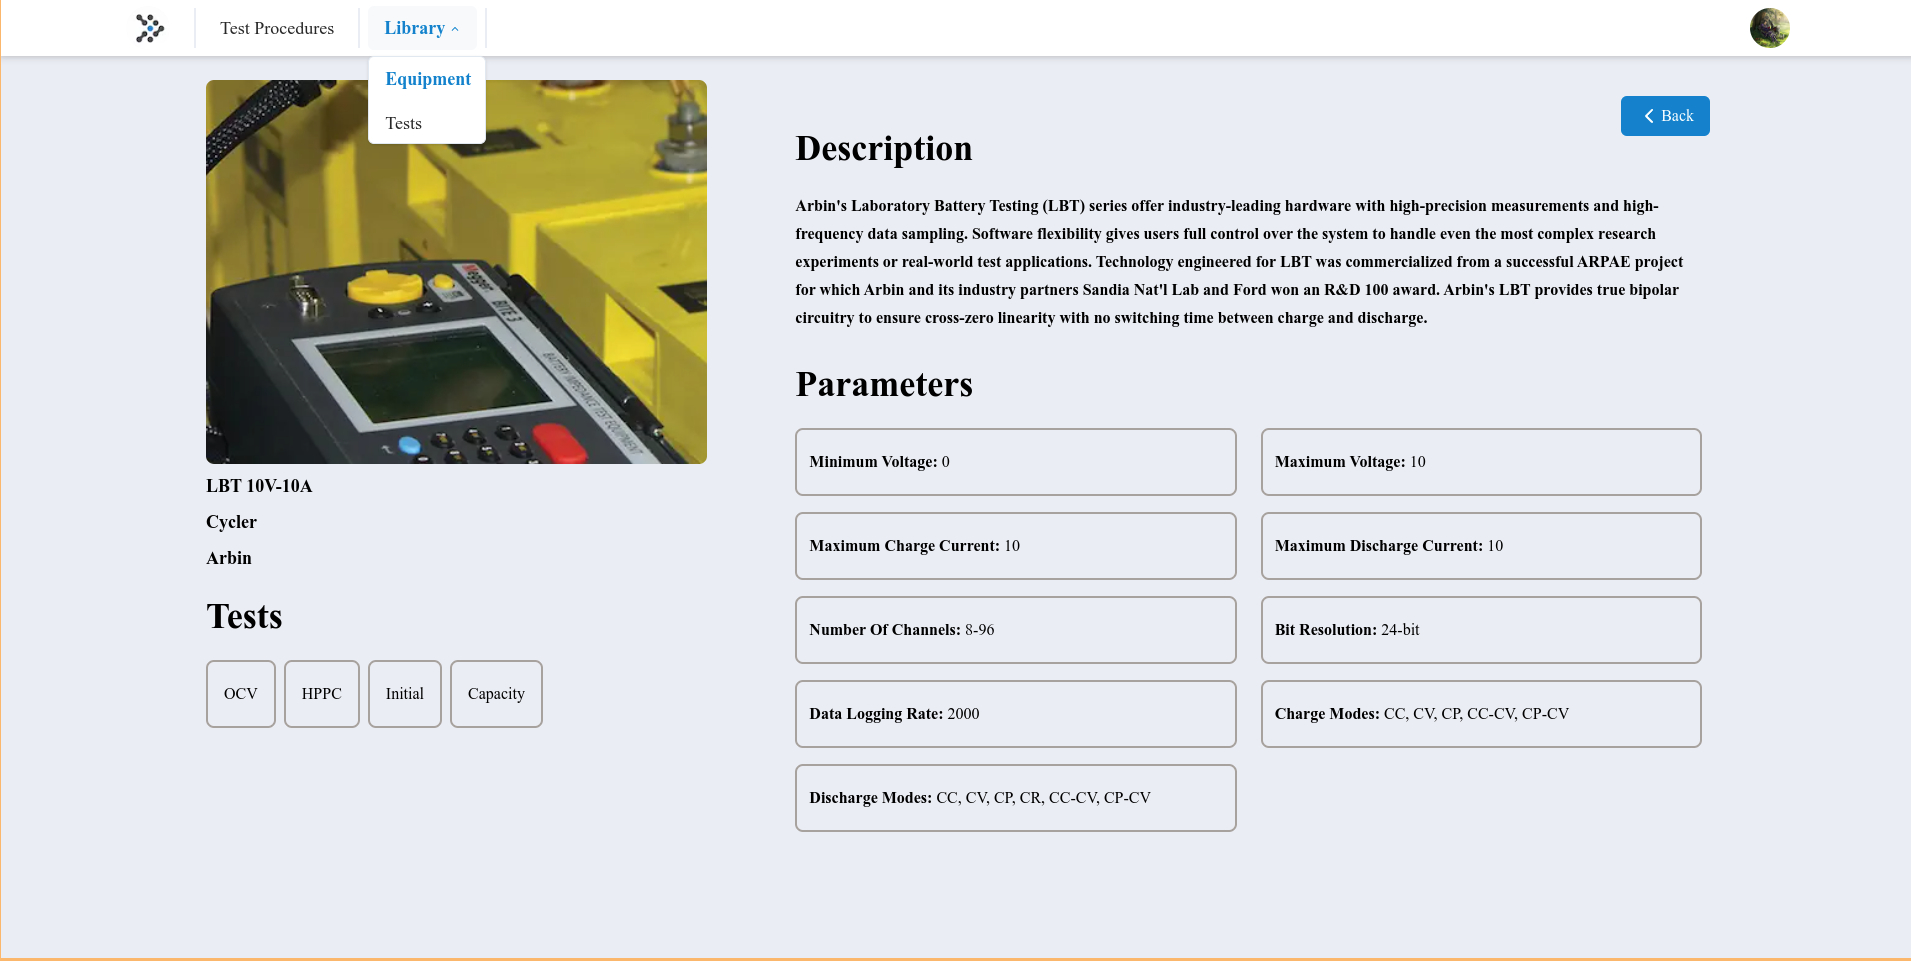 Test Procedures
Library
Equipment
Tests
Back
Megger
BITE 3
BATTERY IMPEDANCE TEST EQUIPMENT
LBT 10V-10A
Cycler
Arbin
Tests
OCV
HPPC
Initial
Capacity
Description
Arbin's Laboratory Battery Testing (LBT) series offer industry-leading hardware with high-precision measurements and high-
frequency data sampling. Software flexibility gives users full control over the system to handle even the most complex research
experiments or real-world test applications. Technology engineered for LBT was commercialized from a successful ARPAE project
for which Arbin and its industry partners Sandia Nat'l Lab and Ford won an R&D 100 award. Arbin's LBT provides true bipolar
circuitry to ensure cross-zero linearity with no switching time between charge and discharge.
Parameters
Minimum Voltage: 0
Maximum Voltage: 10
Maximum Charge Current: 10
Maximum Discharge Current: 10
Number Of Channels: 8-96
Bit Resolution: 24-bit
Data Logging Rate: 2000
Charge Modes: CC, CV, CP, CC-CV, CP-CV
Discharge Modes: CC, CV, CP, CR, CC-CV, CP-CV